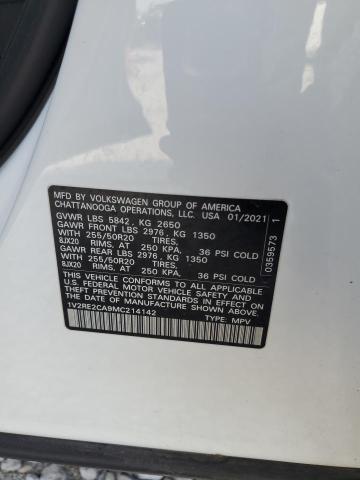 MFD BY VOLKSWAGEN GROUP OF AMERICA
CHATTANOOGA OPERATIONS, LLC. USA 01/2021
GVWR LBS 5842, KG 2650
GAWR FRONT LBS 2976, KG 1350
WITH 255/50R20 TIRES,
8JX20 RIMS, AT 250 KPA, 36 PSI COLD
GAWR REAR LBS 2976, KG 1350
WITH 255/50R20 TIRES,
8JX20 RIMS, AT 250 KPA, 36 PSI COLD
THIS VEHICLE CONFORMS TO ALL APPLICABLE
U.S. FEDERAL MOTOR VEHICLE SAFETY
STANDARDS IN EFFECT ON THE DATE OF
MANUFACTURE SHOWN ABOVE.
1V2RE2CA9MC214142
TYPE: MPV
0359573 1